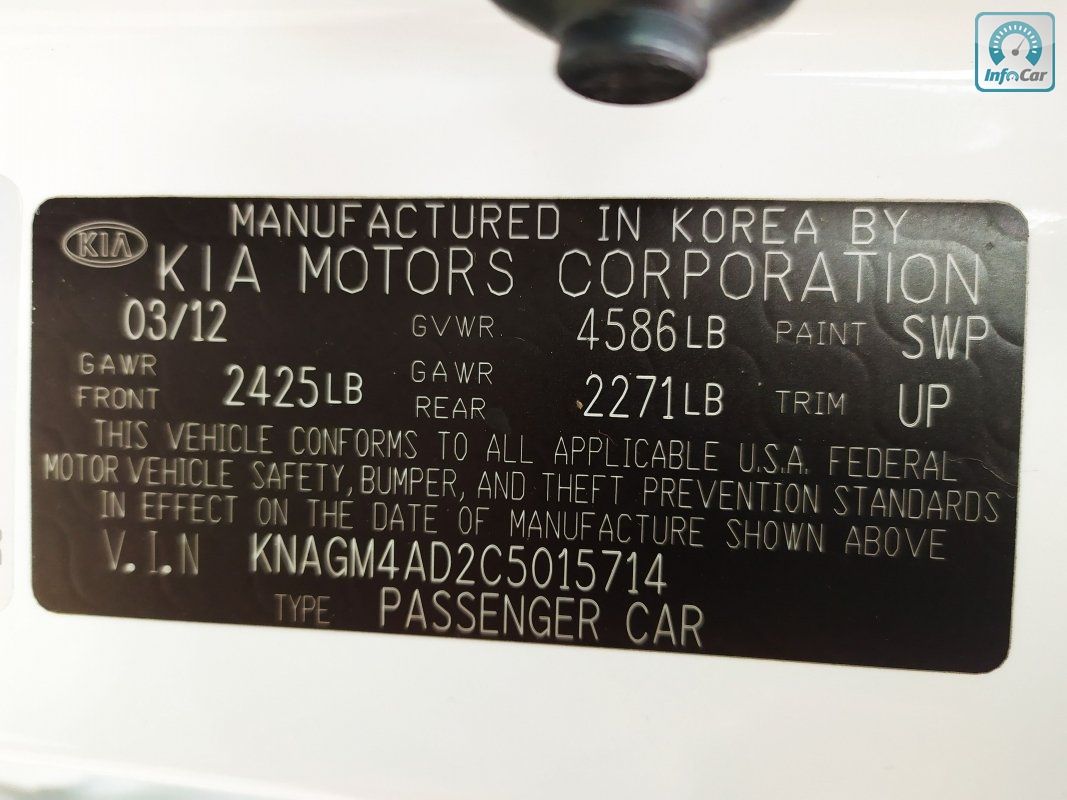 InfoCar
KIA
MANUFACTURED IN KOREA BY
KIA MOTORS CORPORATION
03/12 GVWR 4586LB PAINT SWP
GAWR FRONT 2425LB GAWR REAR 2271LB TRIM UP
THIS VEHICLE CONFORMS TO ALL APPLICABLE U.S.A. FEDERAL
MOTOR VEHICLE SAFETY, BUMPER, AND THEFT PREVENTION STANDARDS
IN EFFECT ON THE DATE OF MANUFACTURE SHOWN ABOVE
V.I.N KNAGM4AD2C5015714
TYPE PASSENGER CAR